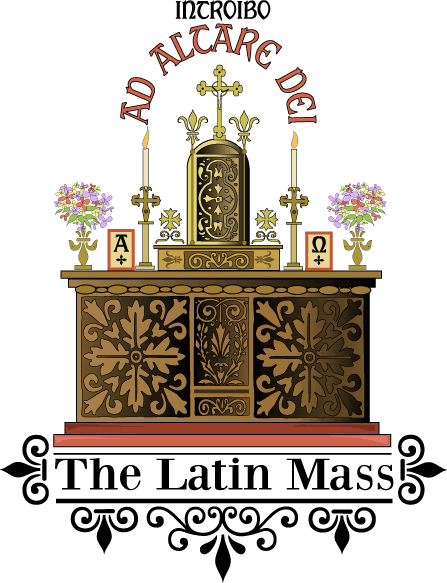 INTROIBO
AD ALTARE DEI
A Ω
The Latin Mass